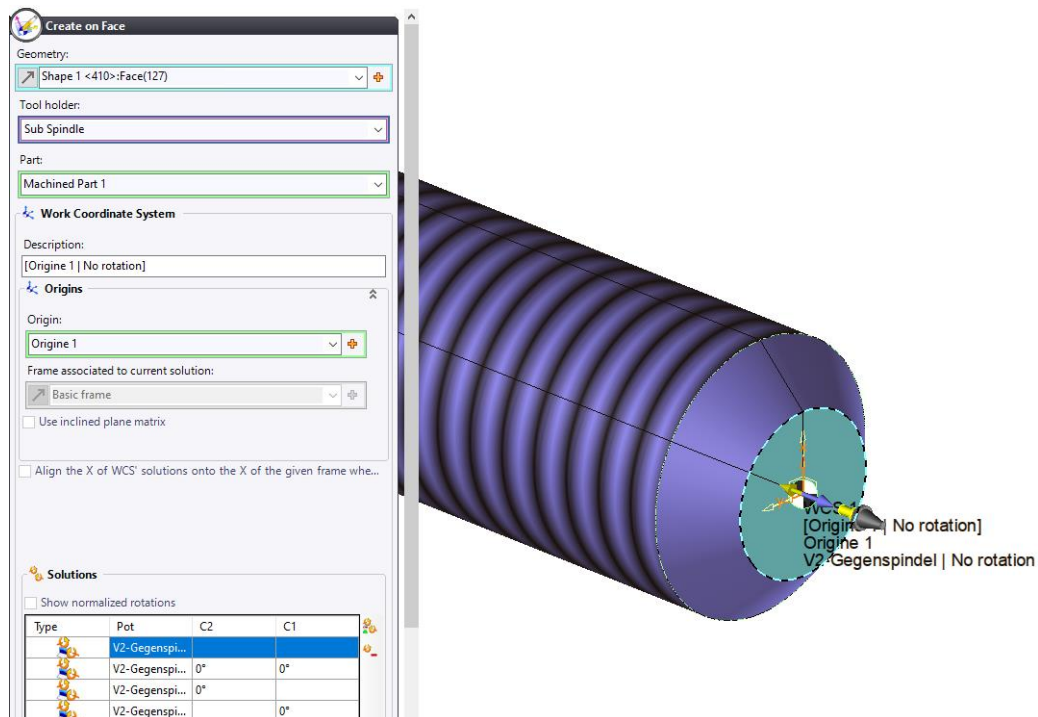 Create on Face
Geometry:
Shape 1 <410>:Face(127)
Tool holder:
Sub Spindle
Part:
Machined Part 1
Work Coordinate System
Description:
[Origine 1 | No rotation]
Origins
Origin:
Origine 1
Frame associated to current solution:
Basic frame
Use inclined plane matrix
Align the X of WCS' solutions onto the X of the given frame whe...
Solutions
Show normalized rotations
Type Pot C2 C1
V2-Gegenspi...
V2-Gegenspi... 0° 0°
V2-Gegenspi... 0°
V2-Gegenspi... 0°
WCS 1
[Origine 1 | No rotation]
Origine 1
V2-Gegenspindel | No rotation